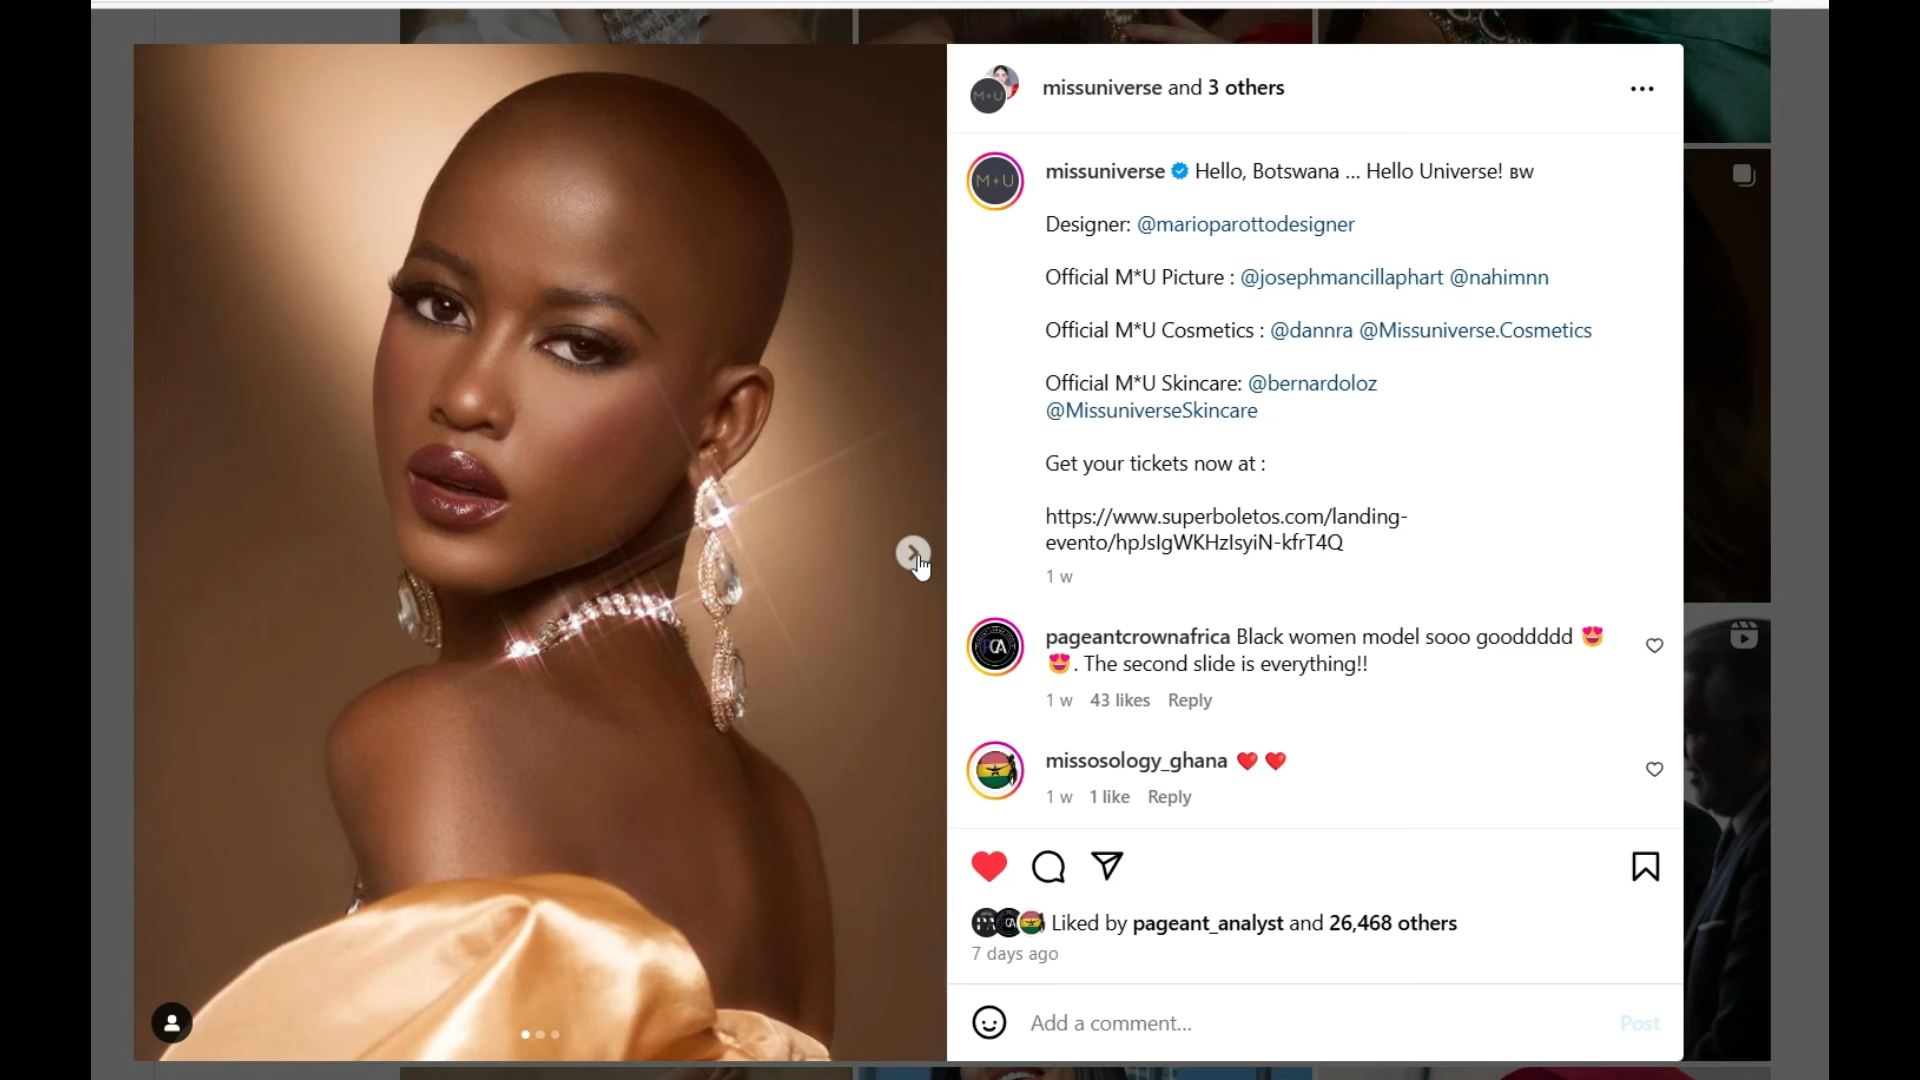 missuniverse and 3 others
M+U
missuniverse Hello, Botswana ... Hello Universe! BW
M+U
Designer: @marioparottodesigner
Official M*U Picture : @josephmancillaphart @nahimnn
Official M*U Cosmetics : @dannra @Missuniverse.Cosmetics
Official M*U Skincare: @bernardoloz
@MissuniverseSkincare
Get your tickets now at :
https://www.superboletos.com/landing-
evento/hpJsIgWKHzIsyiN-kfrT4Q
1 w
pageantcrownafrica Black women model sooo gooddddd 😍
😍. The second slide is everything!!
1 w 43 likes Reply
missosology_ghana ❤️ ❤️
1 w 1 like Reply
Liked by pageant_analyst and 26,468 others
7 days ago
Add a comment... Post